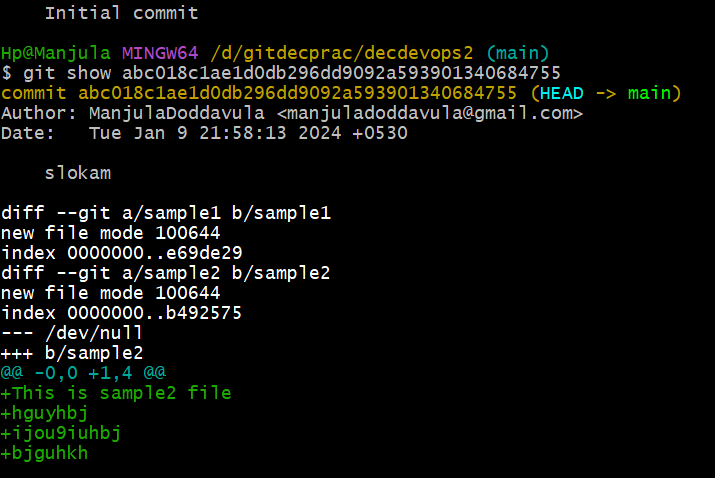 Initial commit
Hp@Manjula MINGW64 /d/gitdecprac/decdevops2 (main)
$ git show abc018c1ae1d0db296dd9092a593901340684755
commit abc018c1ae1d0db296dd9092a593901340684755 (HEAD -> main)
Author: ManjulaDoddavula <manjuladoddavula@gmail.com>
Date:   Tue Jan 9 21:58:13 2024 +0530
slokam
diff --git a/sample1 b/sample1
new file mode 100644
index 0000000..e69de29
diff --git a/sample2 b/sample2
new file mode 100644
index 0000000..b492575
--- /dev/null
+++ b/sample2
@@ -0,0 +1,4 @@
+This is sample2 file
+hguyhbj
+ijou9iuhbj
+bjguhkh